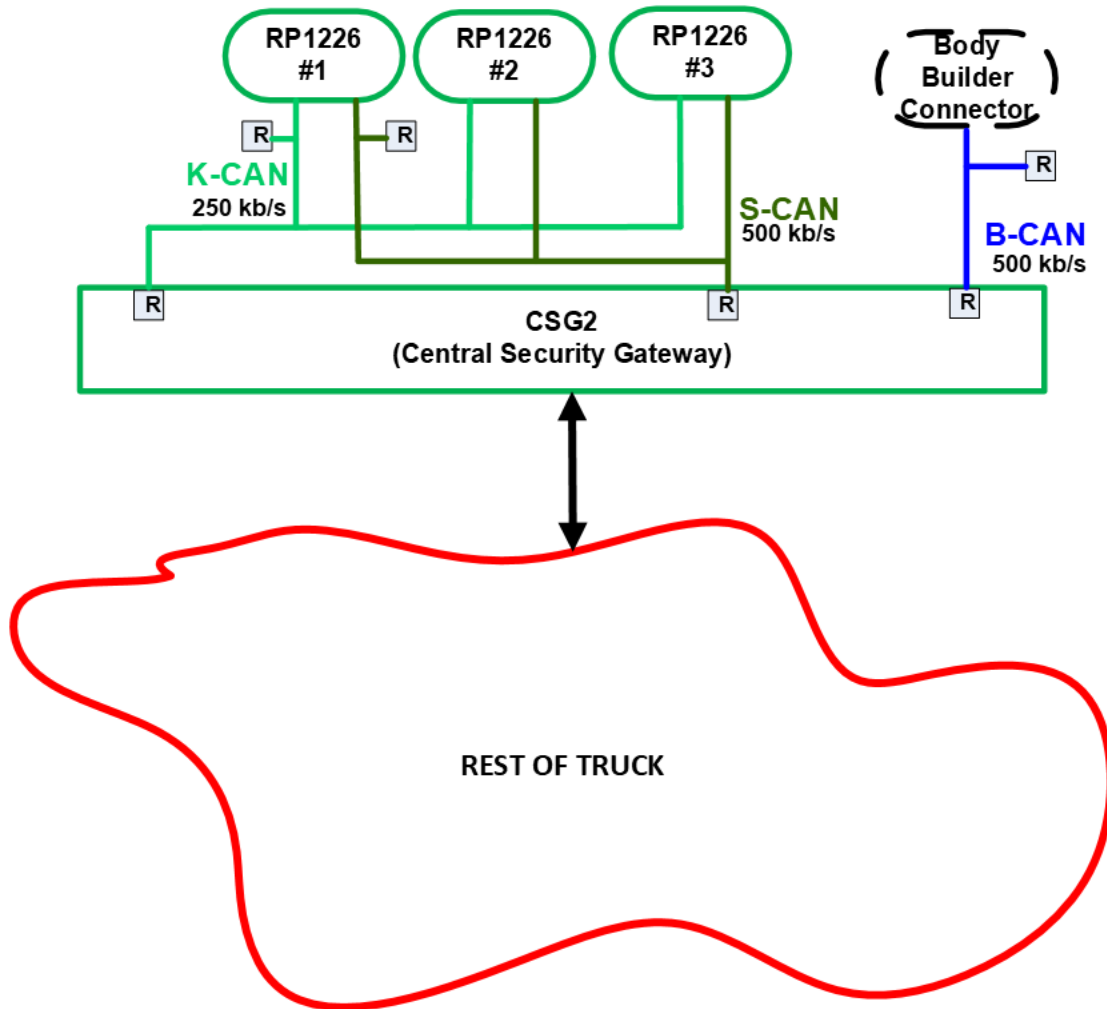 RP1226
#1
RP1226
#2
RP1226
#3
Body
Builder
Connector
R
R
R
K-CAN
250 kb/s
S-CAN
500 kb/s
B-CAN
500 kb/s
R
R
R
CSG2
(Central Security Gateway)
REST OF TRUCK